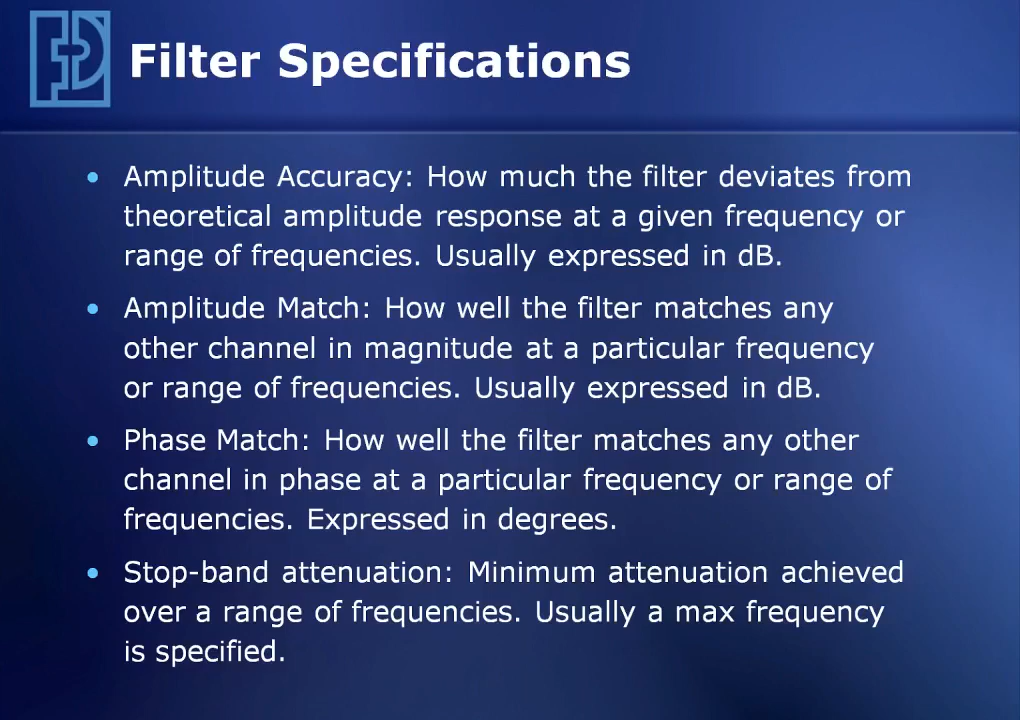 Filter Specifications
• Amplitude Accuracy: How much the filter deviates from
theoretical amplitude response at a given frequency or
range of frequencies. Usually expressed in dB.
• Amplitude Match: How well the filter matches any
other channel in magnitude at a particular frequency
or range of frequencies. Usually expressed in dB.
• Phase Match: How well the filter matches any other
channel in phase at a particular frequency or range of
frequencies. Expressed in degrees.
• Stop-band attenuation: Minimum attenuation achieved
over a range of frequencies. Usually a max frequency
is specified.